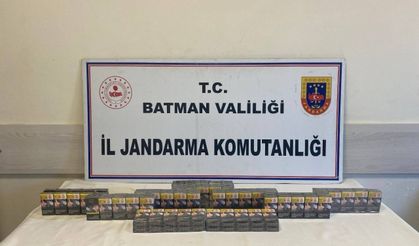 T.C.
BATMAN VALİLİĞİ
İL JANDARMA KOMUTANLIĞI